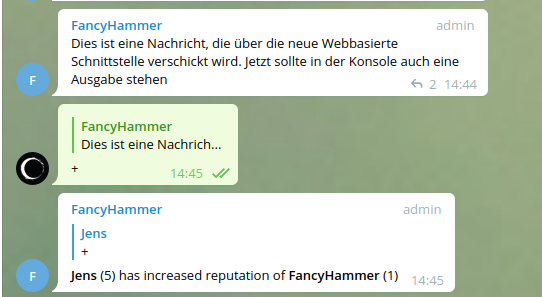 FancyHammer admin
Dies ist eine Nachricht, die über die neue Webbasierte
Schnittstelle verschickt wird. Jetzt sollte in der Konsole auch eine
Ausgabe stehen
2 14:44
F
FancyHammer
Dies ist eine Nachrich...
+
14:45
FancyHammer admin
Jens
+
Jens (5) has increased reputation of FancyHammer (1)
14:45
F